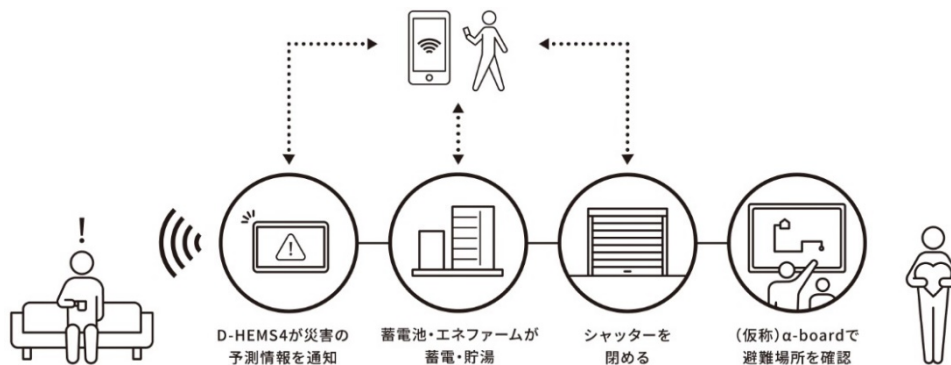 !
D-HEMS4が災害の
予測情報を通知
蓄電池・エネファームが
蓄電・貯湯
シャッターを
閉める
(仮称)α-boardで
避難場所を確認